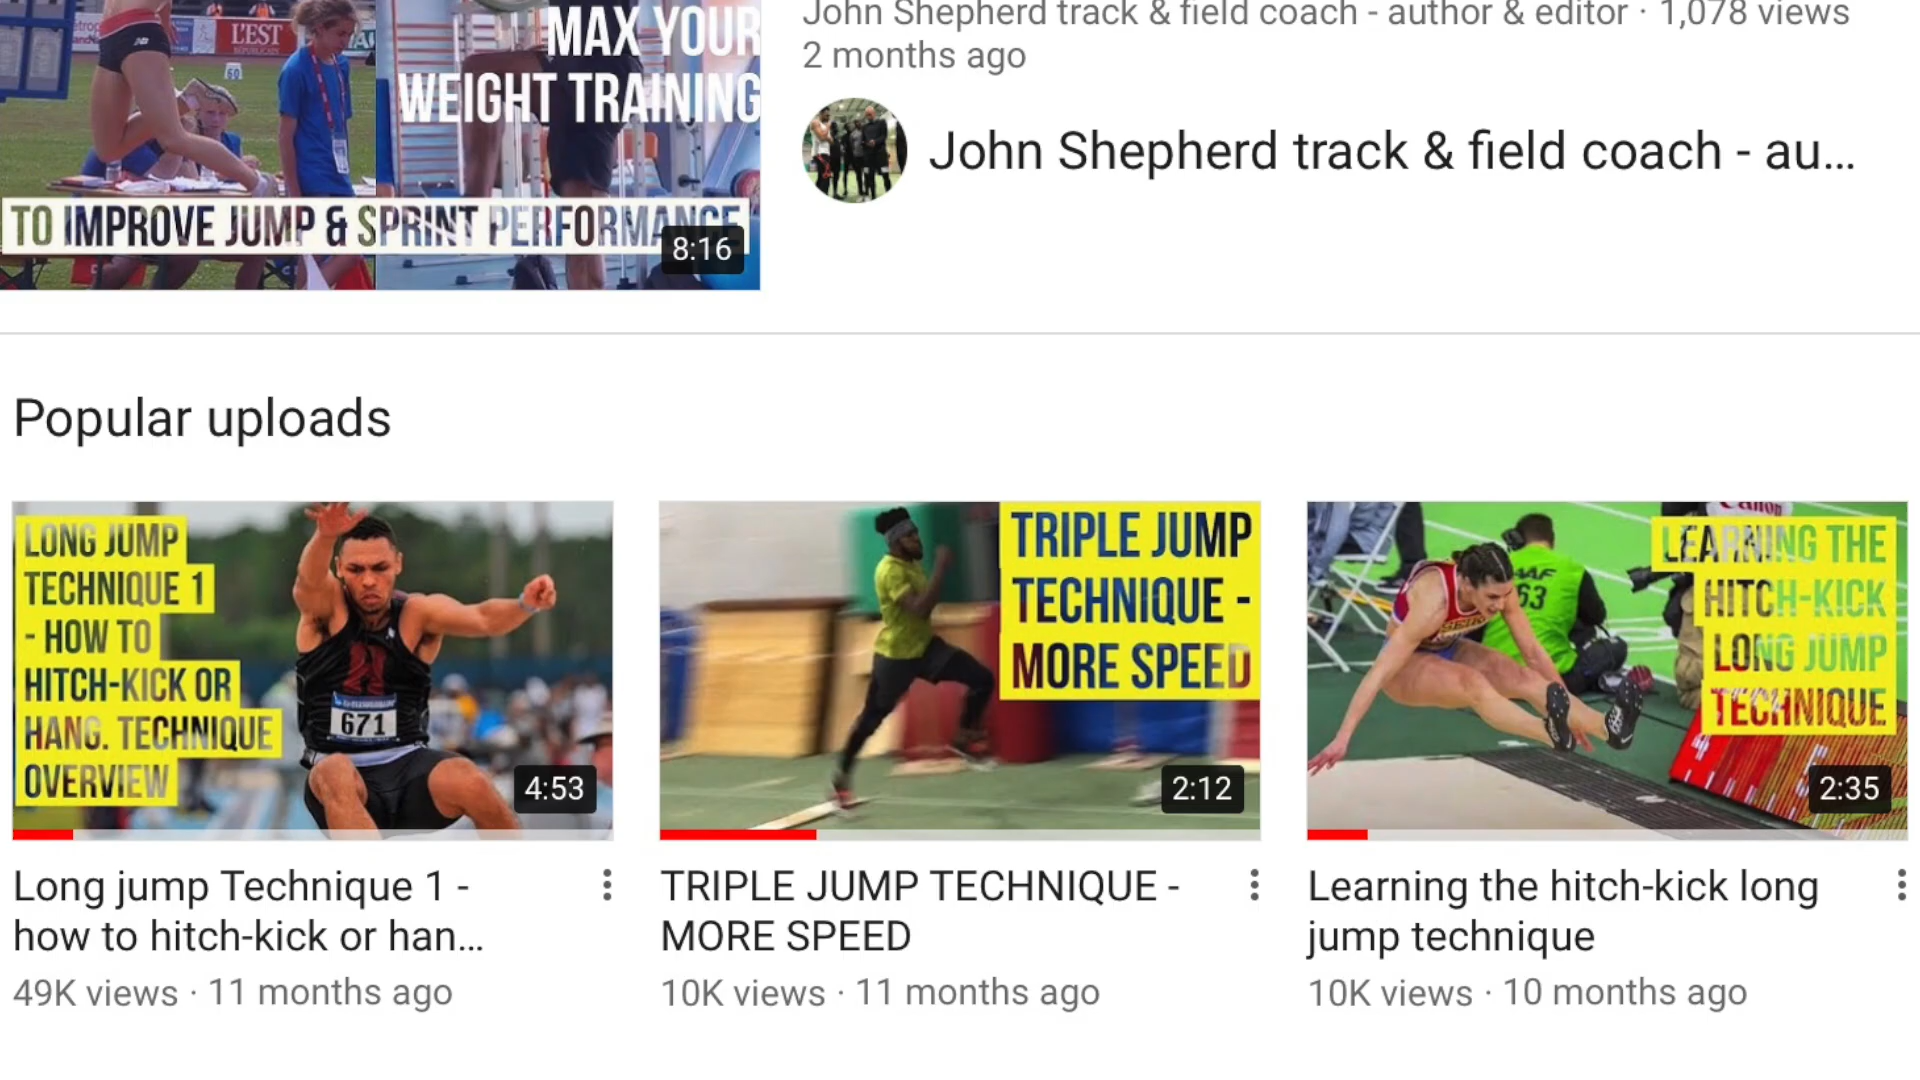 John Shepherd track & field coach - author & editor · 1,078 views
2 months ago
L'EST
60
MAX YOUR
WEIGHT TRAINING
TO IMPROVE JUMP & SPRINT PERFORMANCE
8:16
John Shepherd track & field coach - au...
Popular uploads
LONG JUMP
TECHNIQUE 1
- HOW TO
HITCH-KICK OR
HANG. TECHNIQUE
OVERVIEW
671
4:53
TRIPLE JUMP
TECHNIQUE -
MORE SPEED
2:12
Canon
LEARNING THE
HITCH-KICK
LONG JUMP
TECHNIQUE
63
2:35
Long jump Technique 1 -
how to hitch-kick or han...
49K views · 11 months ago
TRIPLE JUMP TECHNIQUE -
MORE SPEED
10K views · 11 months ago
Learning the hitch-kick long
jump technique
10K views · 10 months ago